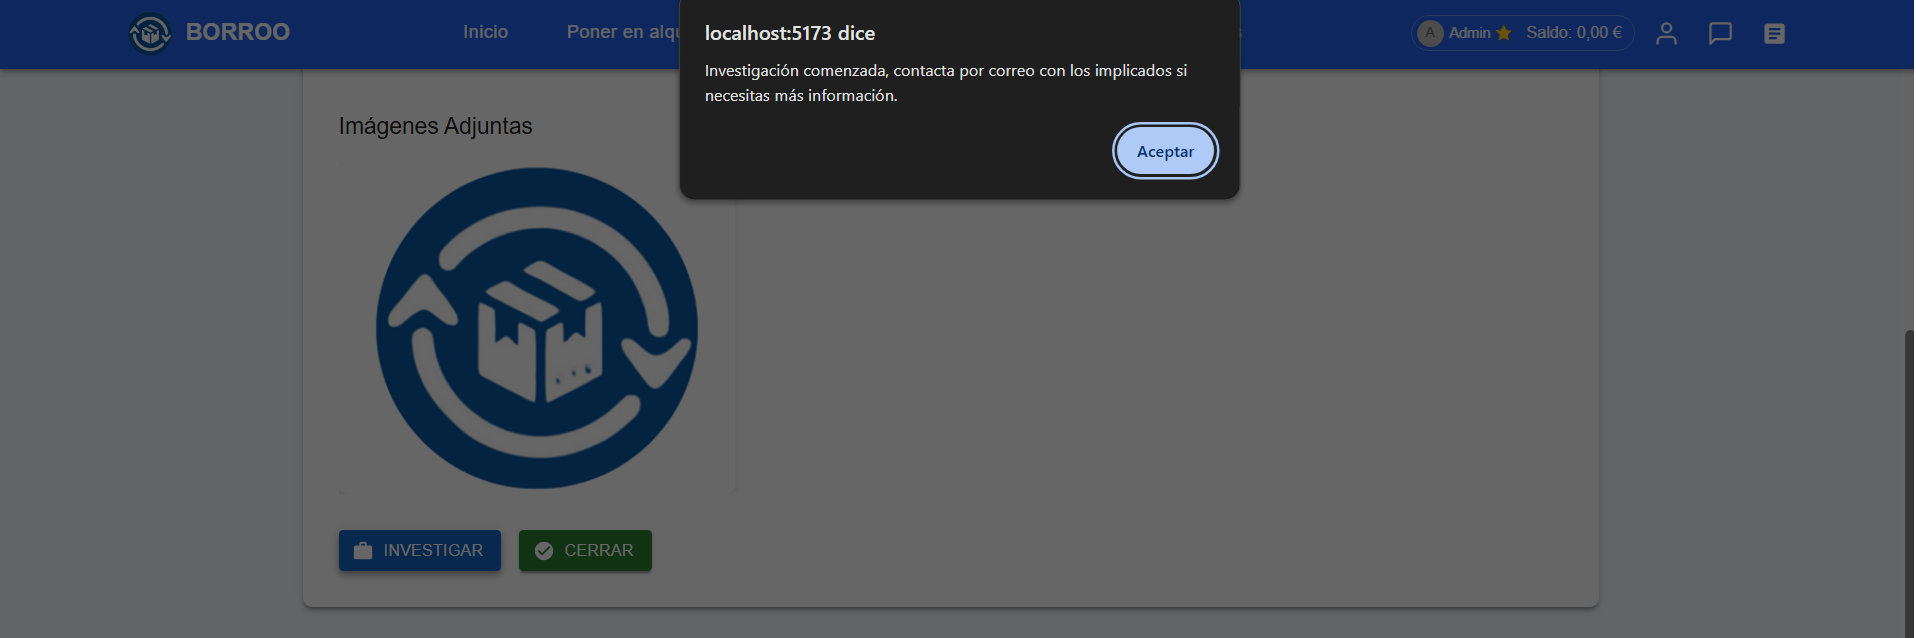 BORROO
Inicio
Poner en
localhost:5173 dice
Investigación comenzada, contacta por correo con los implicados si
necesitas más información.
Aceptar
A
Admin
Saldo: 0,00 €
Imágenes Adjuntas
INVESTIGAR
CERRAR